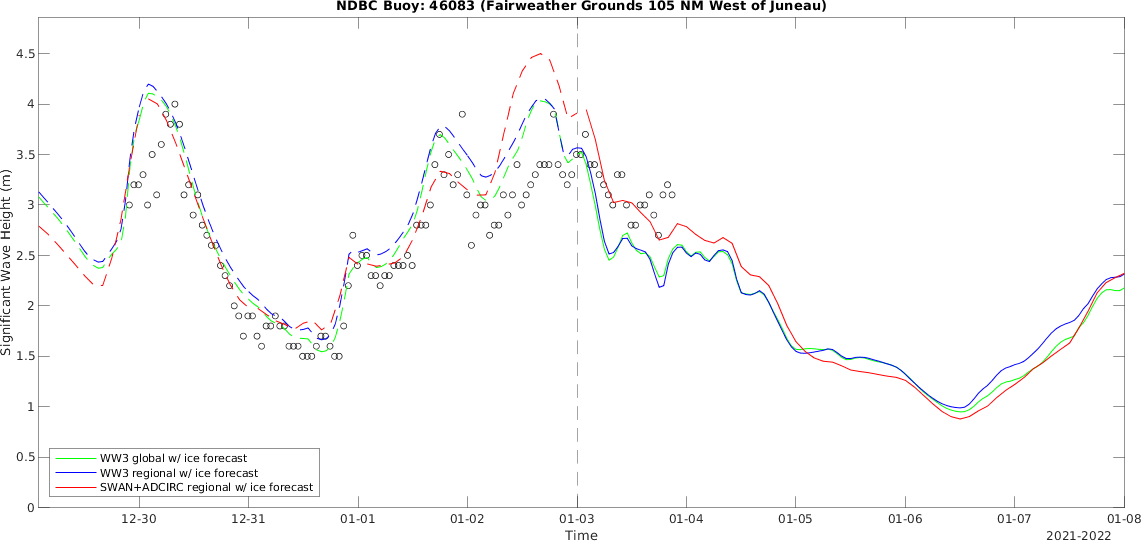 NDBC Buoy: 46083 (Fairweather Grounds 105 NM West of Juneau)
Significant Wave Height (m)
4.5
4
3.5
3
2.5
2
1.5
1
0.5
0
WW3 global w/ ice forecast
WW3 regional w/ ice forecast
SWAN+ADCIRC regional w/ ice forecast
12-30 12-31 01-01 01-02 01-03 01-04 01-05 01-06 01-07 01-08
Time
2021-2022